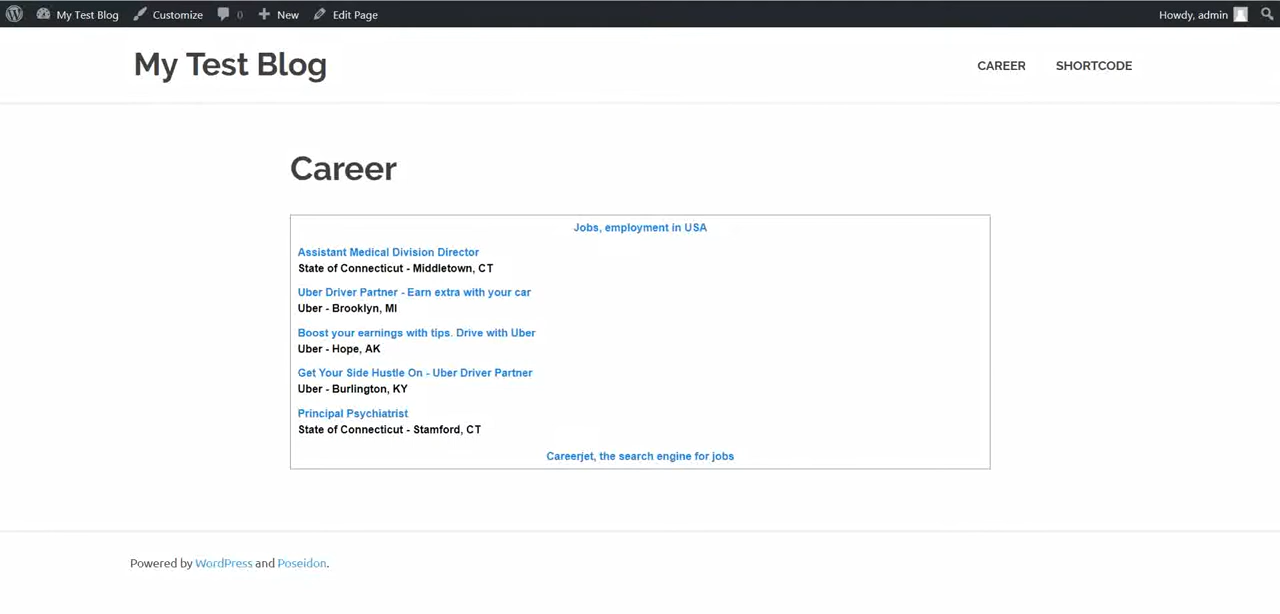 My Test Blog Customize 0 New Edit Page Howdy, admin
My Test Blog CAREER SHORTCODE
Career
Jobs, employment in USA
Assistant Medical Division Director
State of Connecticut - Middletown, CT
Uber Driver Partner - Earn extra with your car
Uber - Brooklyn, MI
Boost your earnings with tips. Drive with Uber
Uber - Hope, AK
Get Your Side Hustle On - Uber Driver Partner
Uber - Burlington, KY
Principal Psychiatrist
State of Connecticut - Stamford, CT
Careerjet, the search engine for jobs
Powered by WordPress and Poseidon.